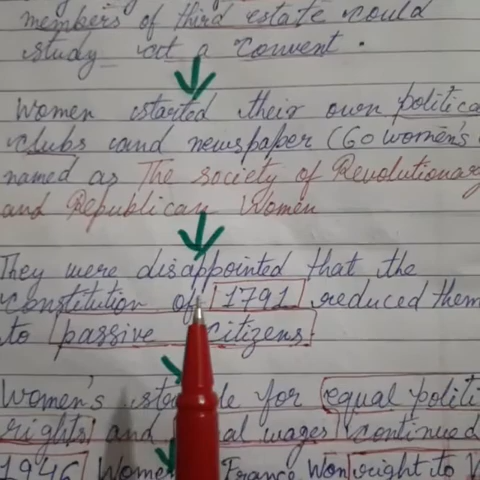 members of third estate could
study at a convent.
Women started their own politica
clubs and newspaper (60 women's
named as The society of Revolutionary
and Republican Women
They were disappointed that the
constitution of 1791 reduced them
to passive citizens
Women's for equal politi
rights and wages continued
1946 Women France won right to